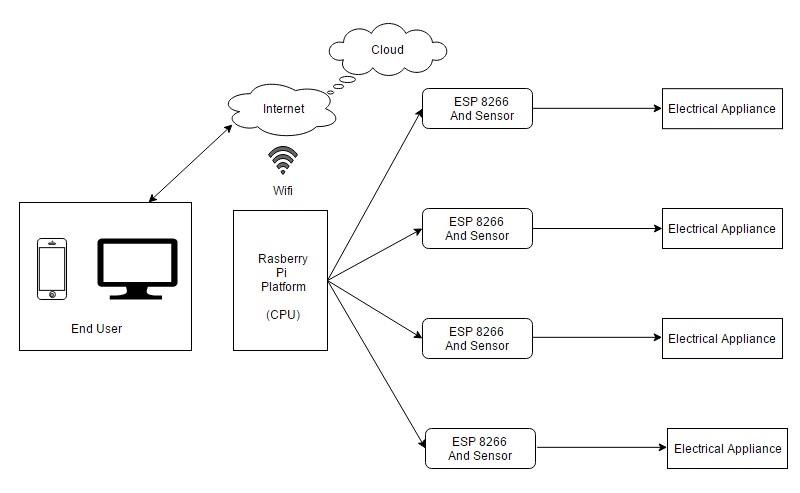 Cloud
Internet
Wifi
End User
Rasberry
Pi
Platform
(CPU)
ESP 8266
And Sensor
Electrical Appliance
ESP 8266
And Sensor
Electrical Appliance
ESP 8266
And Sensor
Electrical Appliance
ESP 8266
And Sensor
Electrical Appliance